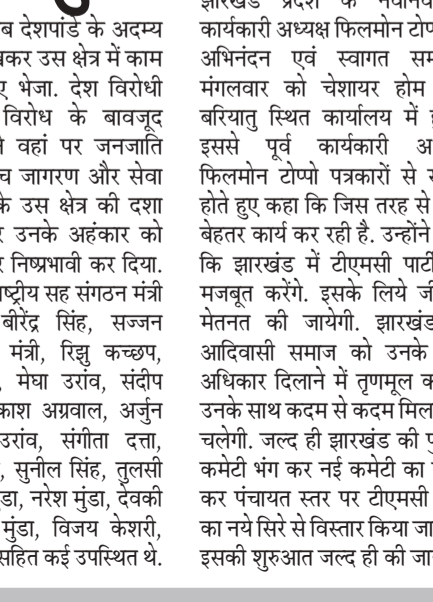 देशपांडे के अदम्य
उस क्षेत्र में काम
भेजा. देश विरोधी
विरोध के बावजूद
वहां पर जनजाति
जागरण और सेवा
उस क्षेत्र की दशा
उनके अहंकार को
निष्प्रभावी कर दिया.
सह संगठन मंत्री
बीरेंद्र सिंह, सज्जन
मंत्री, रिझु कच्छप,
मेघा उरांव, संदीप
अग्रवाल, अर्जुन
उरांव, संगीता दत्ता,
सुनील सिंह, तुलसी
नरेश मुंडा, देवकी
मुंडा, विजय केशरी,
सहित कई उपस्थित थे.
झारखंड प्रदेश के
कार्यकारी अध्यक्ष फिलमोन
अभिनंदन एवं स्वागत
मंगलवार को चेशायर होम
बरियातु स्थित कार्यालय में
इससे पूर्व कार्यकारी
फिलमोन टोप्पो पत्रकारों से
होते हुए कहा कि जिस तरह से
बेहतर कार्य कर रही है. उन्होंने
कि झारखंड में टीएमसी
मजबूत करेंगे. इसके लिये
मेतनत की जायेगी. झारखंड
आदिवासी समाज को उनके
अधिकार दिलाने में तृणमूल
उनके साथ कदम से कदम
चलेगी. जल्द ही झारखंड की
कमेटी भंग कर नई कमेटी का
कर पंचायत स्तर पर टीएमसी
का नये सिरे से विस्तार किया
इसकी शुरुआत जल्द ही की